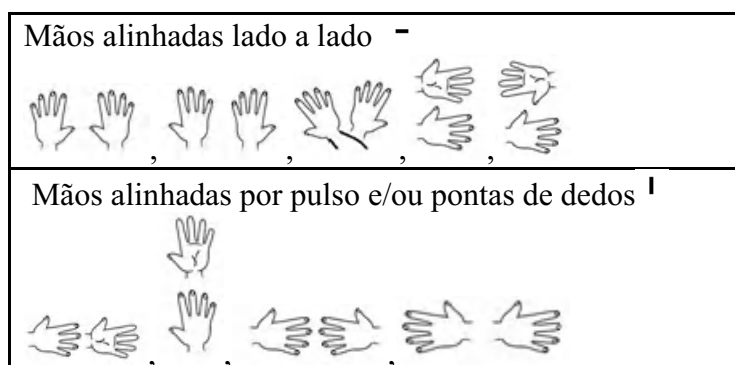 Mãos alinhadas lado a lado -
, , , ,
Mãos alinhadas por pulso e/ou pontas de dedos ı
, , ,